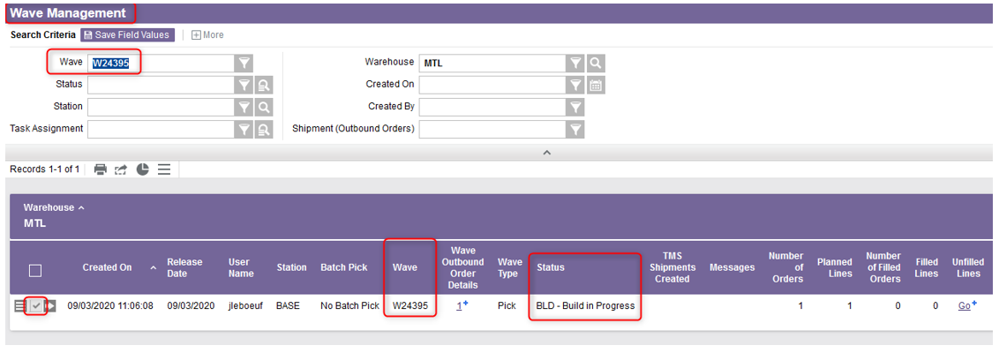 Wave Management
Search Criteria Save Field Values More
Wave W24395 Warehouse MTL
Status Created On
Station Created By
Task Assignment Shipment (Outbound Orders)
Records 1-1 of 1
Warehouse
MTL
Created On Release Date User Name Station Batch Pick Wave Wave Outbound Order Details Wave Type Status TMS Shipments Created Messages Number of Orders Planned Lines Number of Filled Orders Filled Lines Unfilled Lines
09/03/2020 11:06:08 09/03/2020 jleboeuf BASE No Batch Pick W24395 1+ Pick BLD - Build in Progress 1 1 0 0 Go+